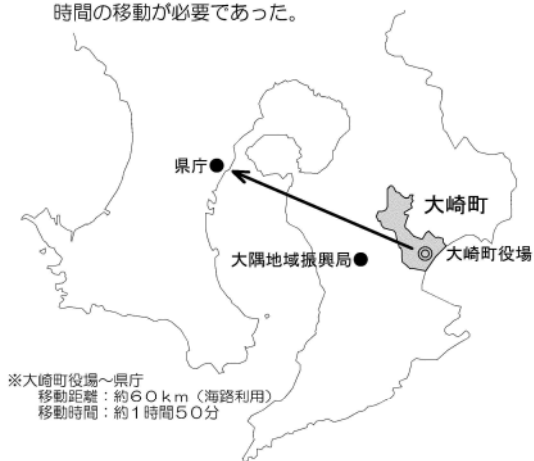 時間の移動が必要であった。
県庁
大崎町
大隅地域振興局
大崎町役場
※大崎町役場～県庁
移動距離：約６０ｋｍ（海路利用）
移動時間：約１時間５０分